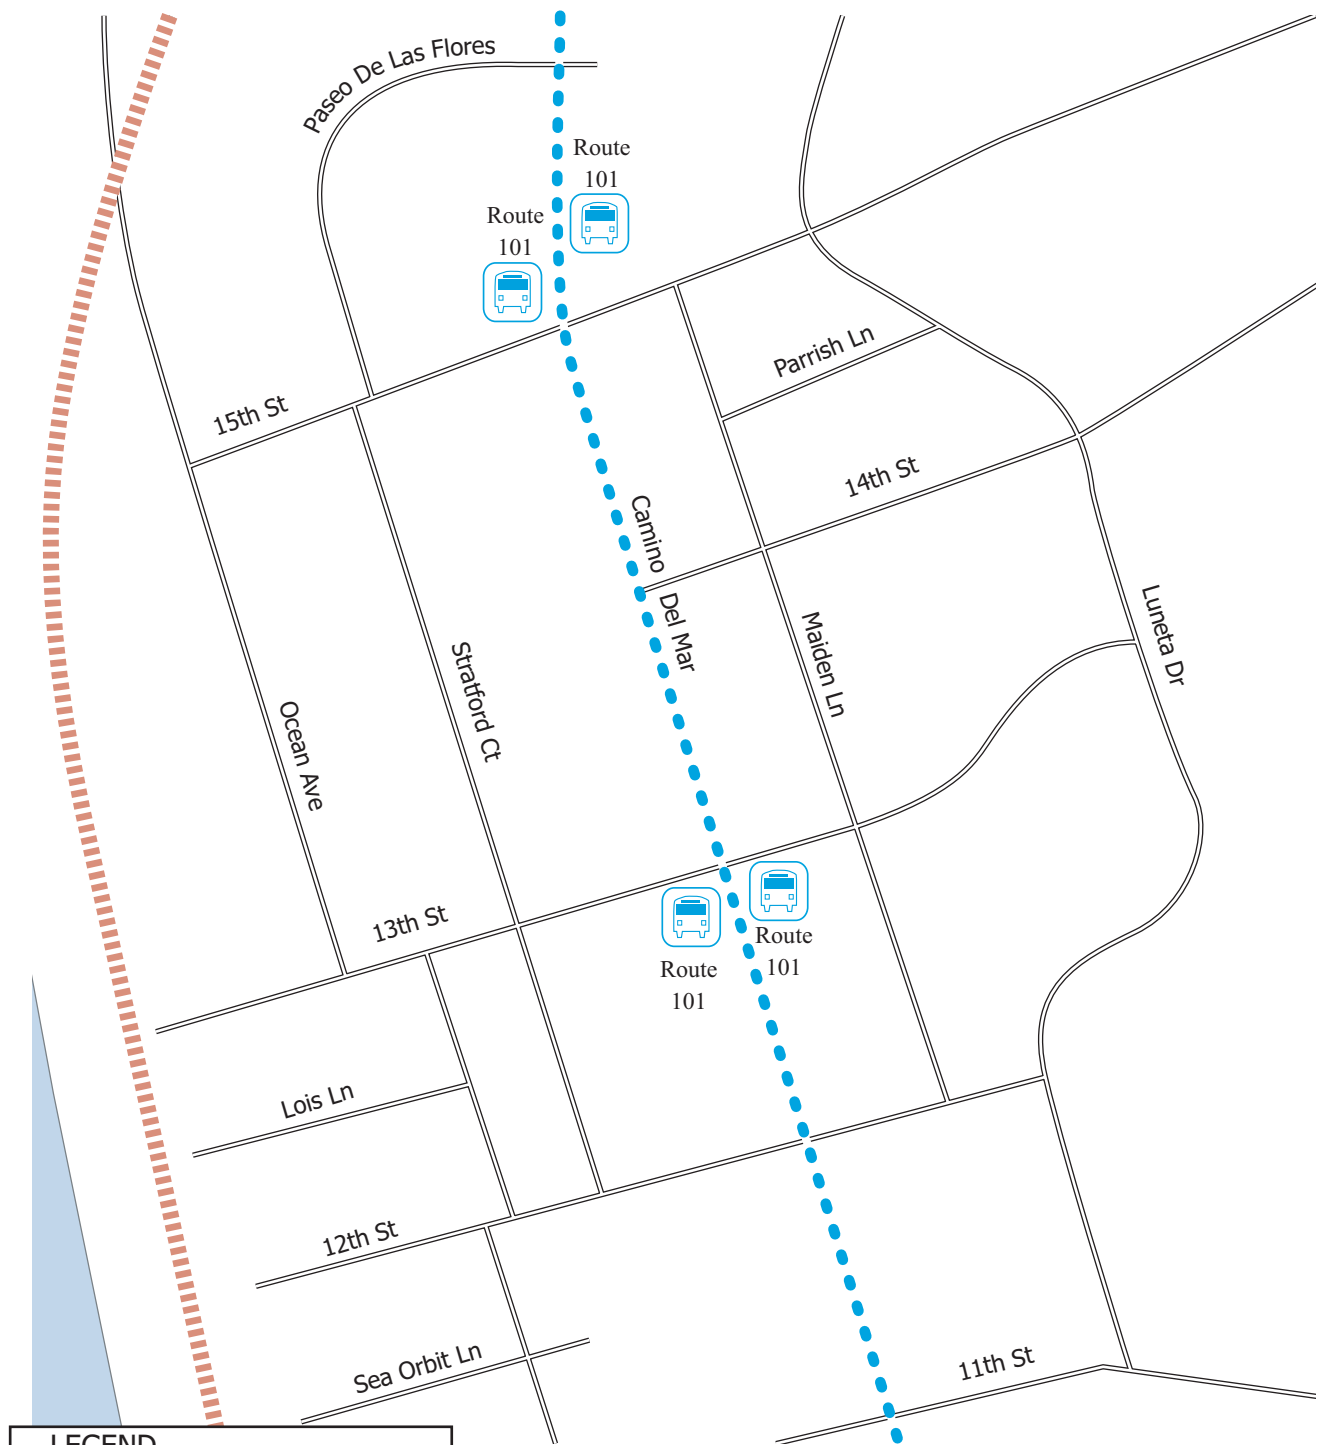 Paseo De Las Flores
Route
101
Route
101
Parrish Ln
15th St
14th St
Camino
Del Mar
Luneta Dr
Maiden Ln
Stratford Ct
Ocean Ave
13th St
Route
101
Route
101
Lois Ln
12th St
Sea Orbit Ln
11th St
LEGEND